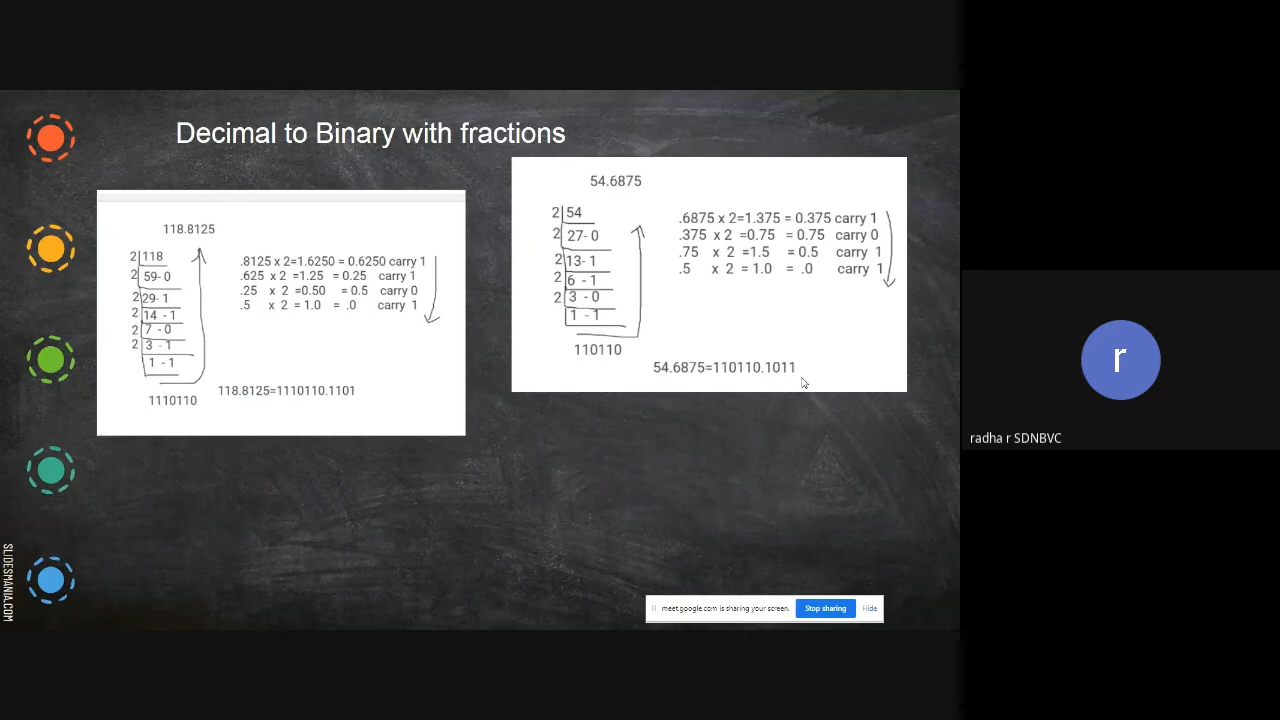 Decimal to Binary with fractions
118.8125
2 118
2 59-0
2 29-1
2 14 -1
2 7 -0
2 3 -1
1 -1
1110110
.8125 x 2=1.6250 = 0.6250 carry 1
.625 x 2 =1.25 = 0.25 carry 1
.25 x 2 =0.50 = 0.5 carry 0
.5 x 2 = 1.0 = .0 carry 1
118.8125=1110110.1101
54.6875
2 54
2 27-0
2 13-1
2 6 -1
2 3 -0
1 -1
110110
.6875 x 2=1.375 = 0.375 carry 1
.375 x 2 =0.75 = 0.75 carry 0
.75 x 2 =1.5 = 0.5 carry 1
.5 x 2 = 1.0 = .0 carry 1
54.6875=110110.1011
r
radha r SDNBVC
SLIDESMANIA.COM
meet.google.com is sharing your screen. Stop sharing Hide